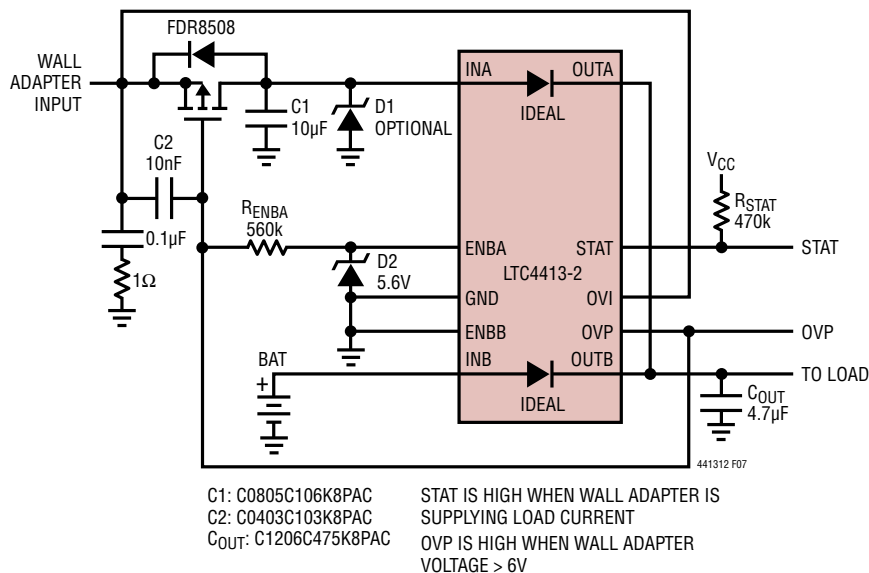 FDR8508
WALL
ADAPTER
INPUT
INA
OUTA
IDEAL
C1
10µF
D1
OPTIONAL
C2
10nF
VCC
RSTAT
470k
RENBA
560k
0.1µF
1Ω
ENBA
STAT
STAT
D2
5.6V
LTC4413-2
GND
OVI
ENBB
OVP
OVP
BAT
+
INB
OUTB
TO LOAD
IDEAL
COUT
4.7µF
441312 F07
C1: C0805C106K8PAC
C2: C0403C103K8PAC
COUT: C1206C475K8PAC
STAT IS HIGH WHEN WALL ADAPTER IS
SUPPLYING LOAD CURRENT
OVP IS HIGH WHEN WALL ADAPTER
VOLTAGE > 6V